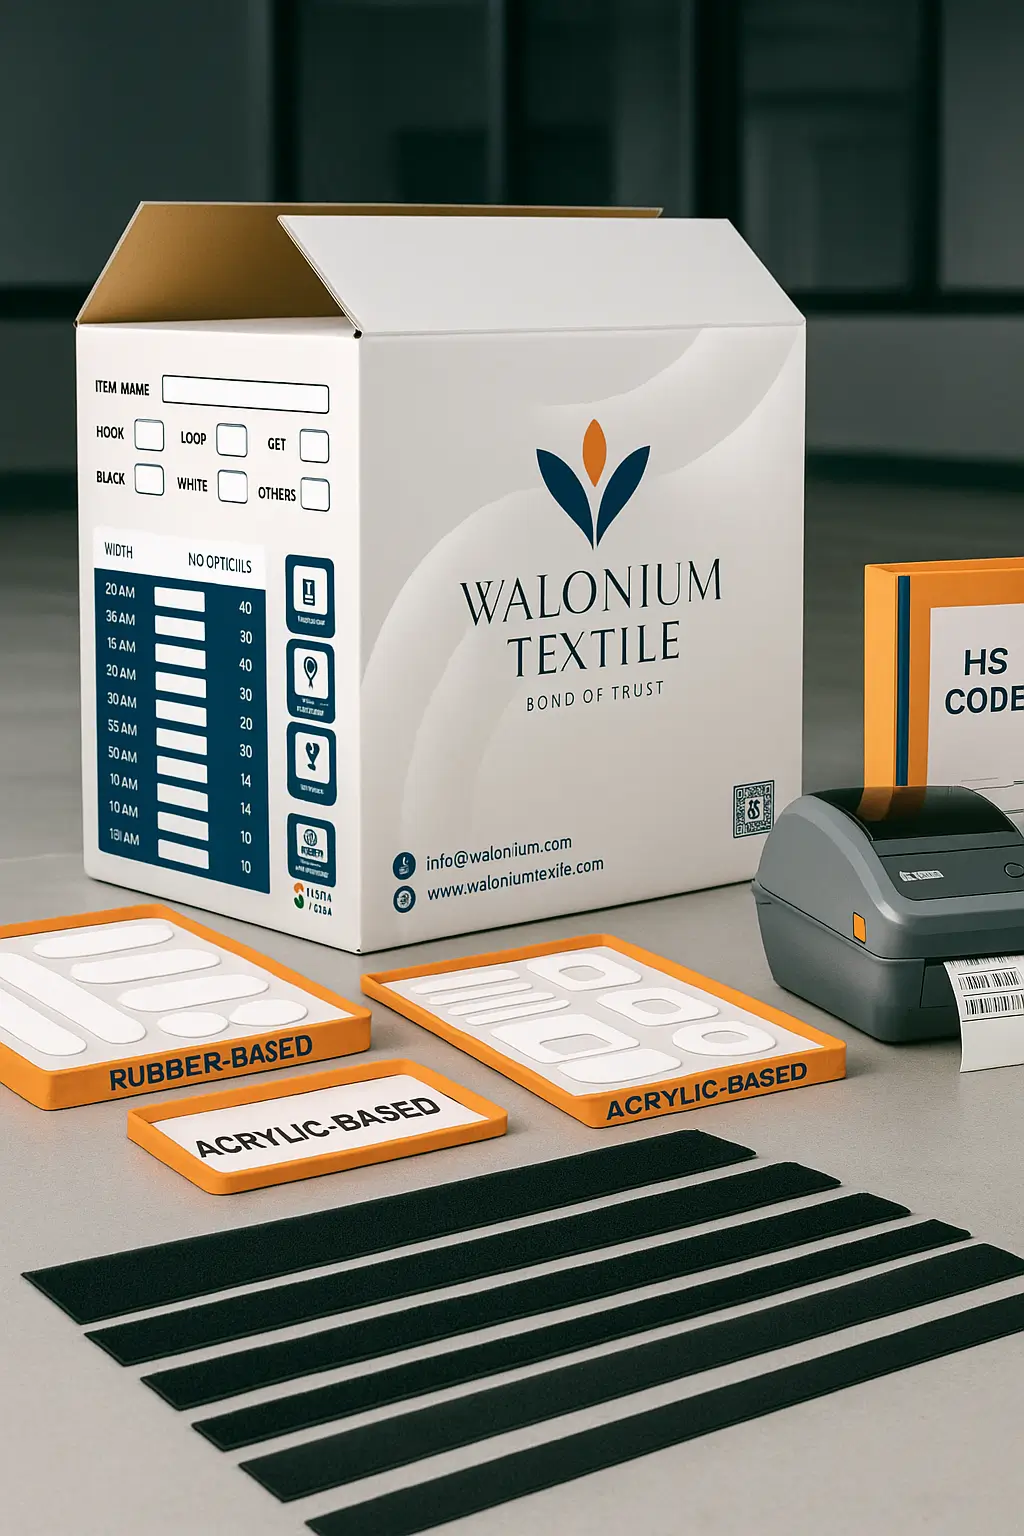 ITEM MAME
HOOK
LOOP
GET
BLACK
WHITE
OTHERS
WIDTH
NO OPTICIILS
20 AM
40
36 AM
30
15 AM
40
20 AM
30
30 AM
20
55 AM
30
50 AM
14
10 AM
14
10 AM
10
10
WALONIUM
TEXTILE
BOND OF TRUST
info@walonium.com
www.waloniumtexife.com
HS
CODE
RUBBER-BASED
ACRYLIC-BASED
ACRYLIC-BASED